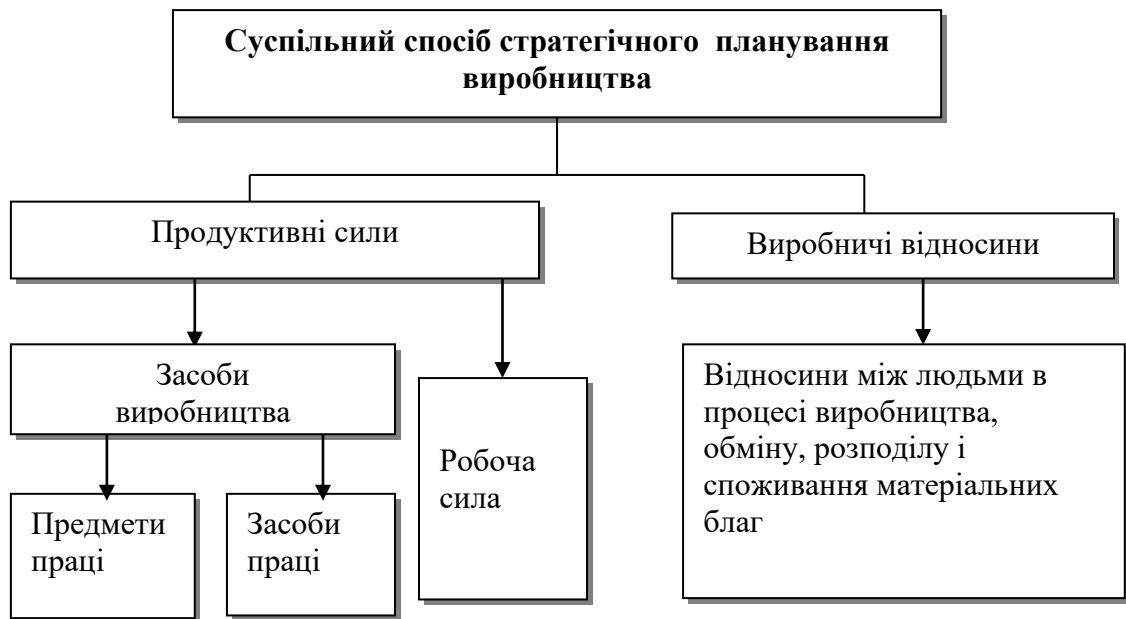 Суспільний спосіб стратегічного планування
виробництва
Продуктивні сили
Виробничі відносини
Засоби
виробництва
Робоча
сила
Відносини між людьми в
процесі виробництва,
обміну, розподілу і
споживання матеріальних
благ
Предмети
праці
Засоби
праці